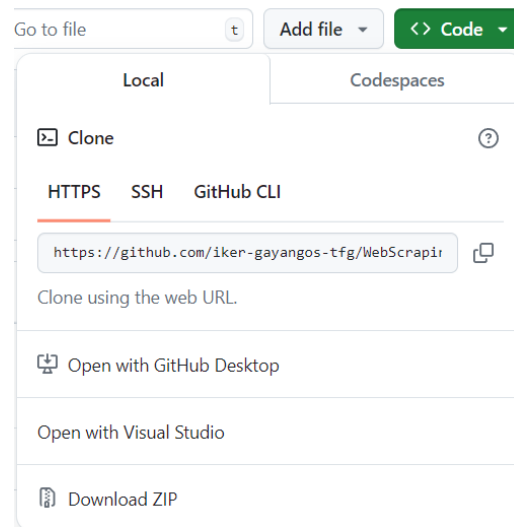 Go to file
t
Add file
<> Code
Local
Codespaces
Clone
HTTPS SSH GitHub CLI
https://github.com/iker-gayangos-tfg/WebScrapir
Clone using the web URL.
Open with GitHub Desktop
Open with Visual Studio
Download ZIP